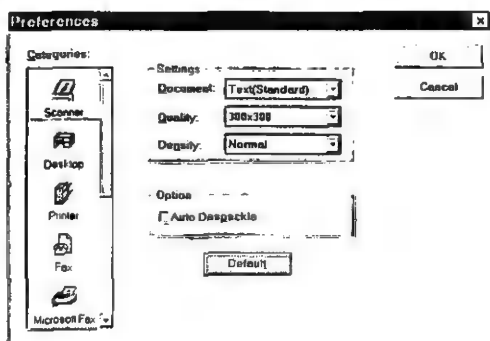 Preferences
Categories:
Scanner
Desktop
Printer
Fax
Microsoft Fax
Settings
Document: Text(Standard)
Quality: 300x300
Density: Normal
Option
Auto Despeckle
Default
OK
Cancel